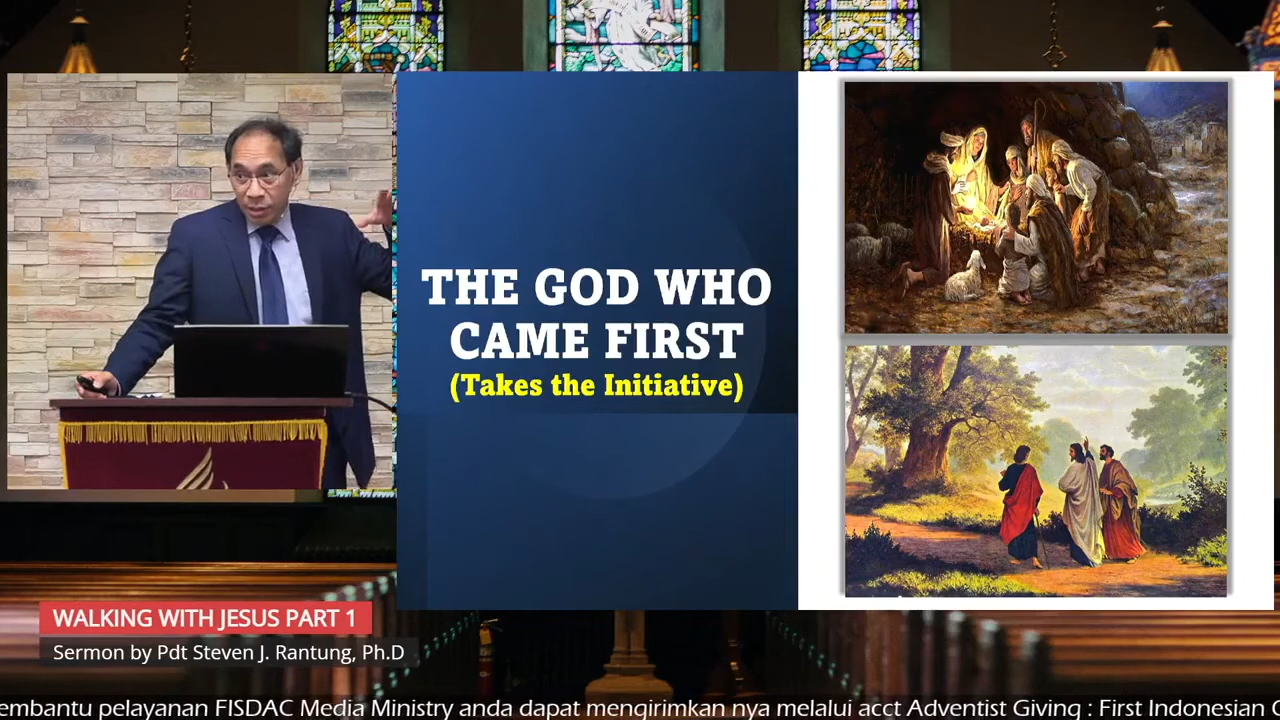 THE GOD WHO
CAME FIRST
(Takes the Initiative)
WALKING WITH JESUS PART 1
Sermon by Pdt Steven J. Rantung, Ph.D
pelayanan FISDAC Media Ministry anda dapat mengirimkan nya melalui acct Adventist Giving : First Indonesian